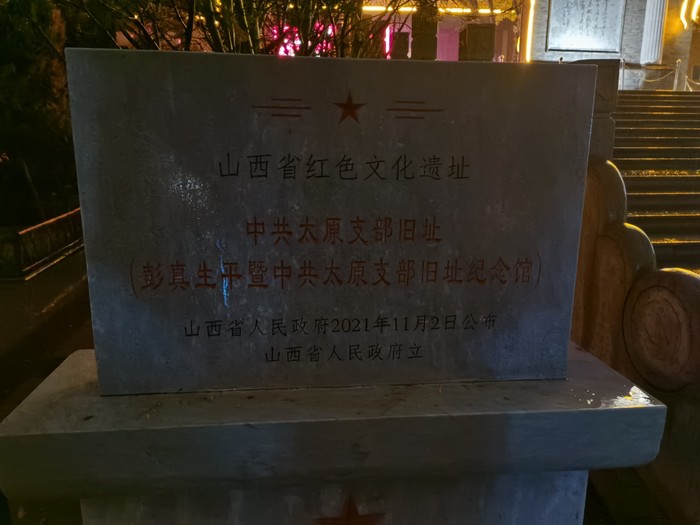 山西省红色文化遗址
中共太原支部旧址
(彭真生平暨中共太原支部旧址纪念馆)
山西省人民政府2021年11月2日公布
山西省人民政府立